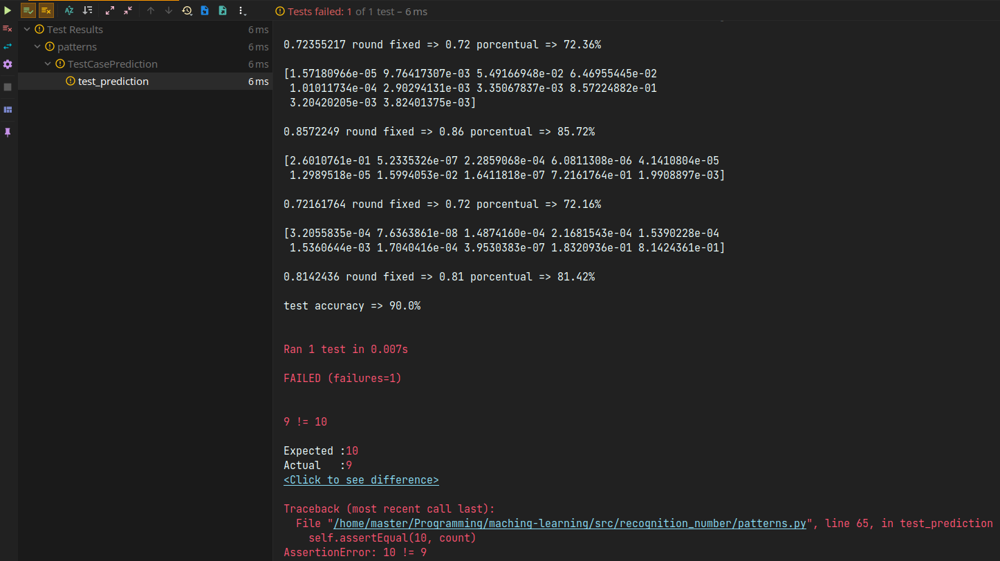 Tests failed: 1 of 1 test – 6 ms
Test Results 6 ms
patterns 6 ms
TestCasePrediction 6 ms
test_prediction 6 ms
0.72355217 round fixed => 0.72 porcentual => 72.36%
[1.57180966e-05 9.76417307e-03 5.49166948e-02 6.46955445e-02
1.01011734e-04 2.90294131e-03 3.35067837e-03 8.57224882e-01
3.20420205e-03 3.82401375e-03]
0.8572249 round fixed => 0.86 porcentual => 85.72%
[2.6010761e-01 5.2335326e-07 2.2859068e-04 6.0811308e-06 4.1410804e-05
1.2989518e-05 1.5994053e-02 1.6411818e-07 7.2161764e-01 1.9908897e-03]
0.72161764 round fixed => 0.72 porcentual => 72.16%
[3.2055835e-04 7.6363861e-08 1.4874160e-04 2.1681543e-04 1.5390228e-04
1.5360644e-03 1.7040416e-04 3.9530383e-07 1.8320936e-01 8.1424361e-01]
0.8142436 round fixed => 0.81 porcentual => 81.42%
test accuracy => 90.0%
Ran 1 test in 0.007s
FAILED (failures=1)
9 != 10
Expected :10
Actual :9
<Click to see difference>
Traceback (most recent call last):
File "/home/master/Programming/maching-learning/src/recognition_number/patterns.py", line 65, in test_prediction
self.assertEqual(10, count)
AssertionError: 10 != 9